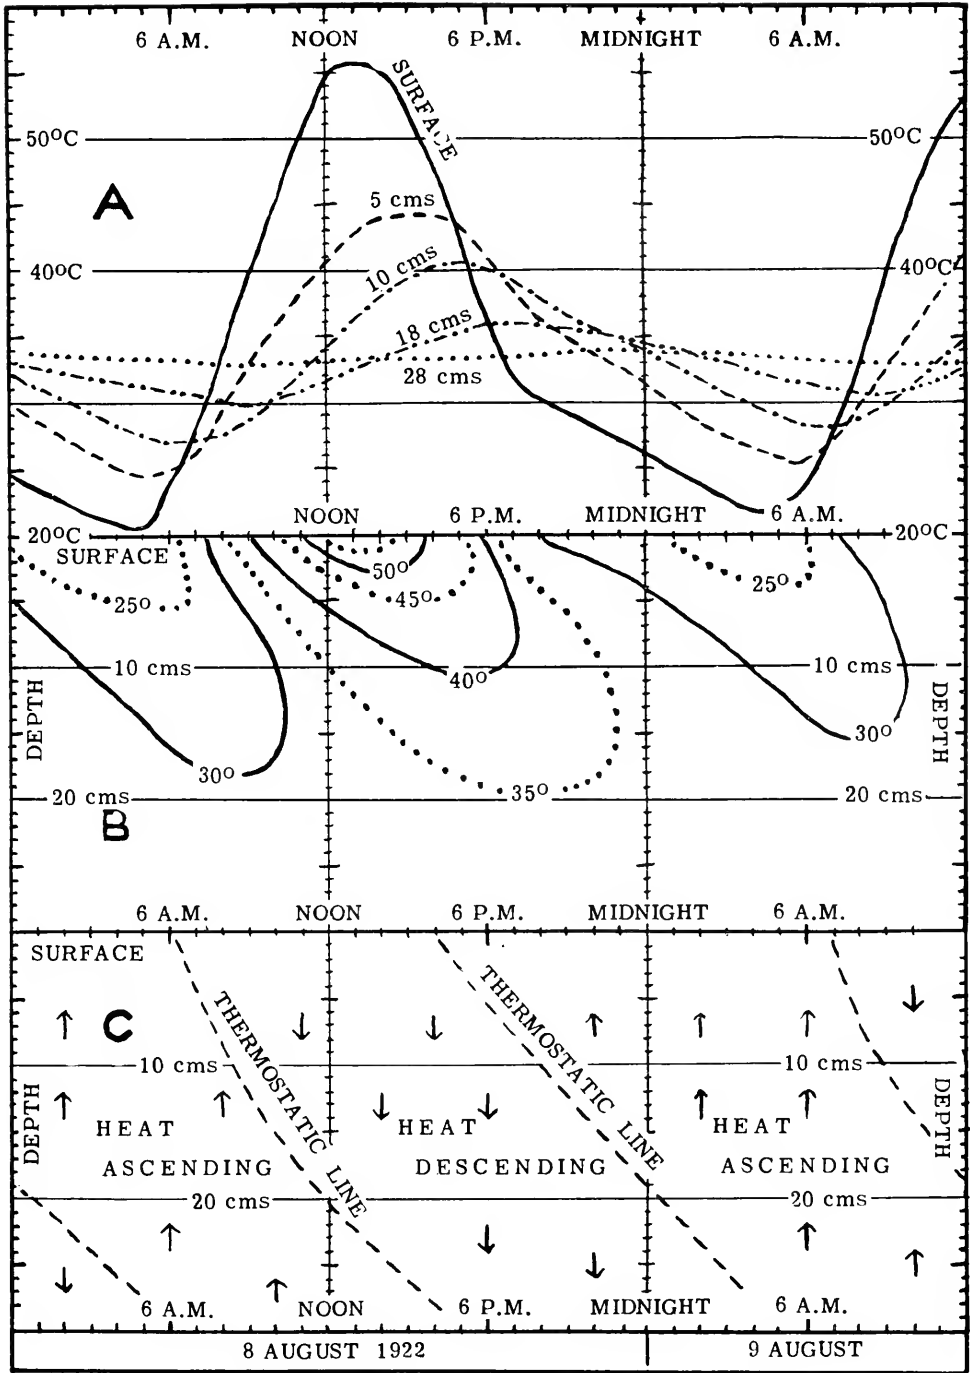 6 A.M. NOON 6 P.M. MIDNIGHT 6 A.M.
SURFACE
50°C 50°C
A
5 cms
40°C 10 cms 40°C
18 cms
28 cms
NOON 6 P.M. MIDNIGHT 6 A.M.
20°C 20°C
SURFACE
50° 
25° 45° 25°
10 cms 10 cms
40°
DEPTH DEPTH
30° 30°
20 cms 35° 20 cms
B
6 A.M. NOON 6 P.M. MIDNIGHT 6 A.M.
SURFACE
C
THERMOSTATIC LINE
THERMOSTATIC LINE
10 cms 10 cms
DEPTH DEPTH
HEAT HEAT HEAT
ASCENDING DESCENDING ASCENDING
20 cms 20 cms
6 A.M. NOON 6 P.M. MIDNIGHT 6 A.M.
8 AUGUST 1922 9 AUGUST